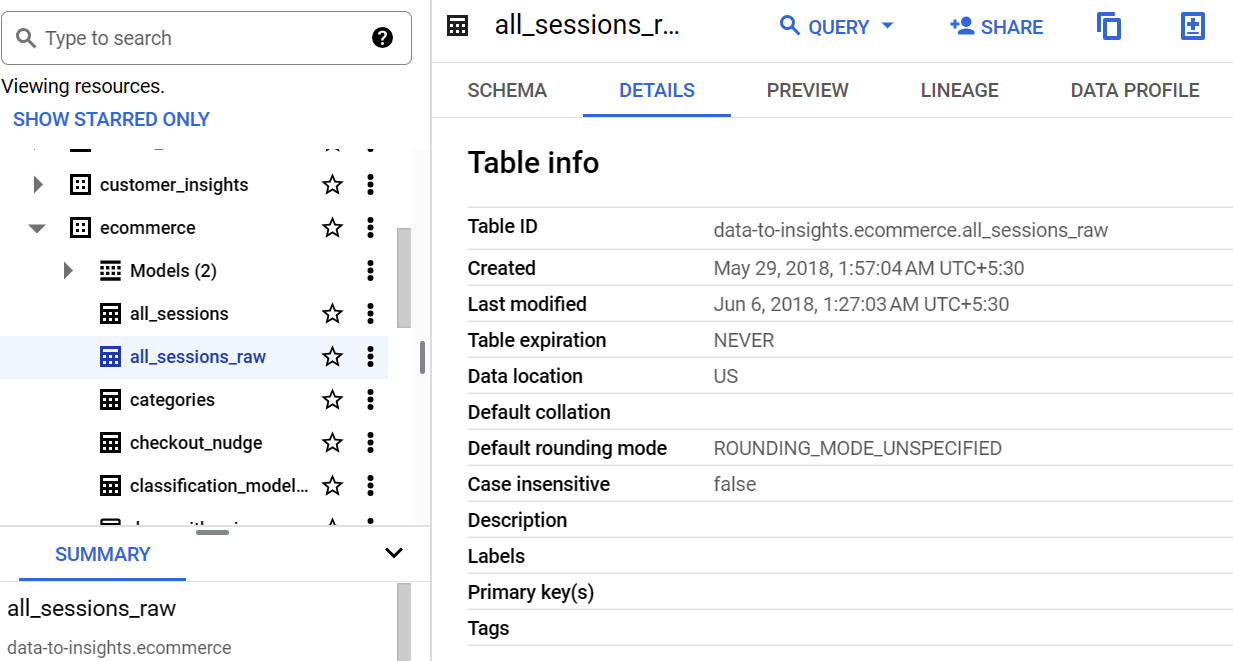 Type to search
Viewing resources.
SHOW STARRED ONLY
customer_insights
ecommerce
Models (2)
all_sessions
all_sessions_raw
categories
checkout_nudge
classification_model...
SUMMARY
all_sessions_raw
data-to-insights.ecommerce
all_sessions_r...
QUERY
SHARE
SCHEMA DETAILS PREVIEW LINEAGE DATA PROFILE
Table info
Table ID data-to-insights.ecommerce.all_sessions_raw
Created May 29, 2018, 1:57:04 AM UTC+5:30
Last modified Jun 6, 2018, 1:27:03 AM UTC+5:30
Table expiration NEVER
Data location US
Default collation
Default rounding mode ROUNDING_MODE_UNSPECIFIED
Case insensitive false
Description
Labels
Primary key(s)
Tags